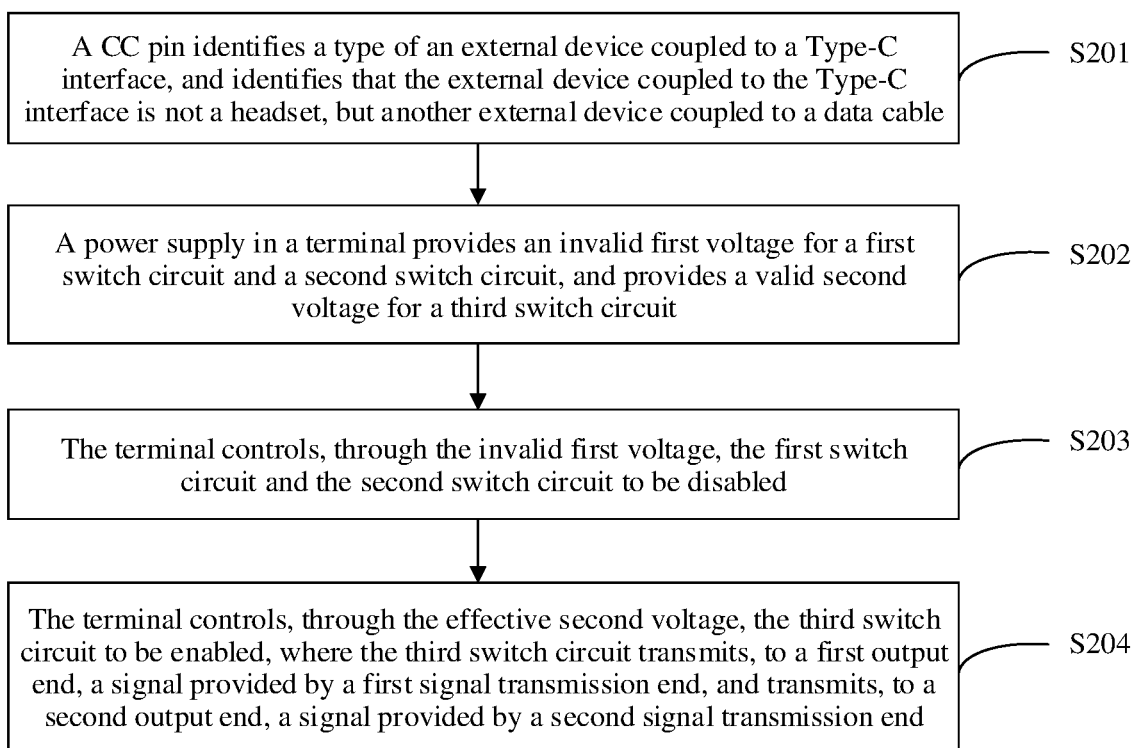 A CC pin identifies a type of an external device coupled to a Type-C
interface, and identifies that the external device coupled to the Type-C
interface is not a headset, but another external device coupled to a data cable
S201
A power supply in a terminal provides an invalid first voltage for a first
switch circuit and a second switch circuit, and provides a valid second
voltage for a third switch circuit
S202
The terminal controls, through the invalid first voltage, the first switch
circuit and the second switch circuit to be disabled
S203
The terminal controls, through the effective second voltage, the third switch
circuit to be enabled, where the third switch circuit transmits, to a first output
end, a signal provided by a first signal transmission end, and transmits, to a
second output end, a signal provided by a second signal transmission end
S204